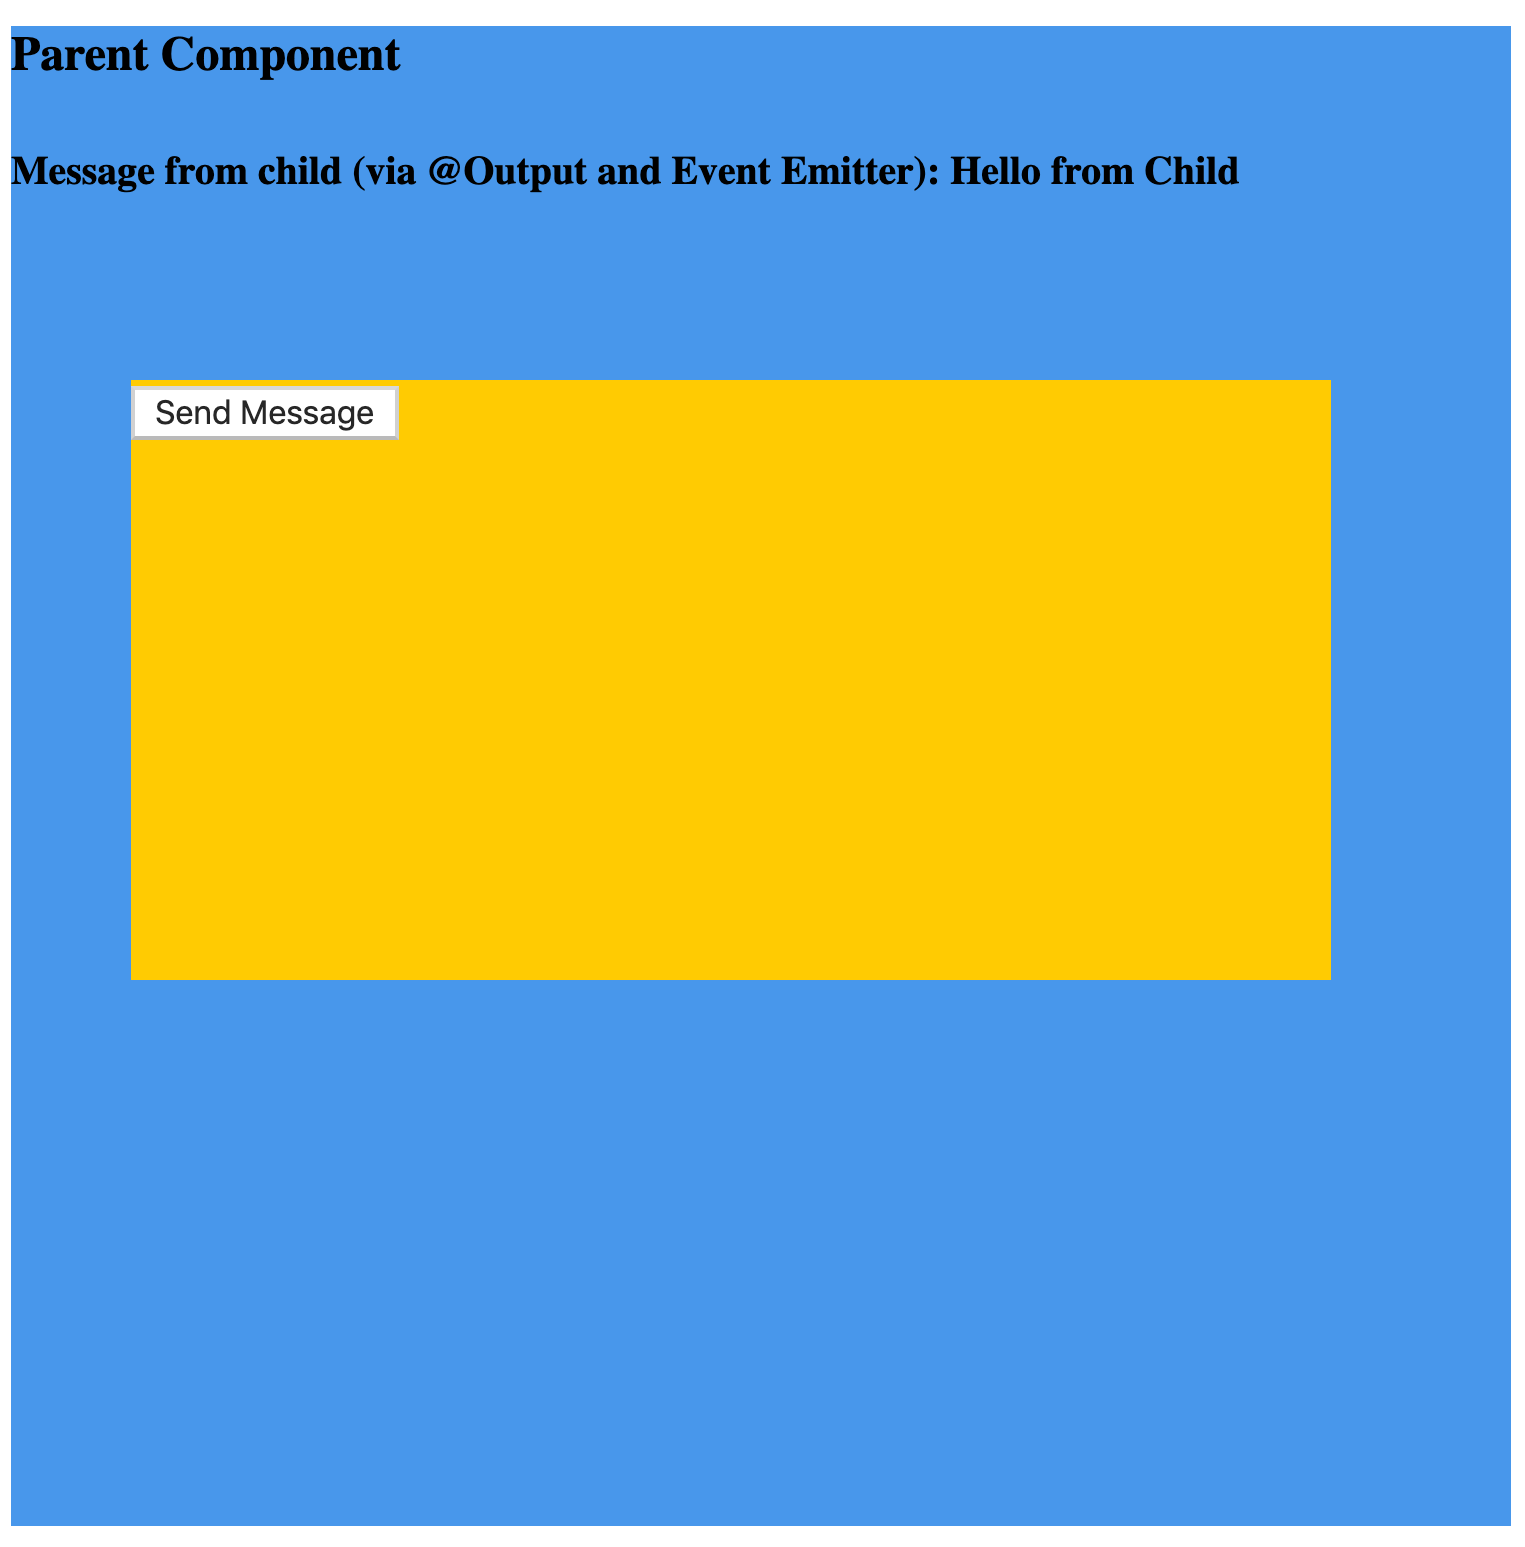 Parent Component
Message from child (via @Output and Event Emitter): Hello from Child
Send Message